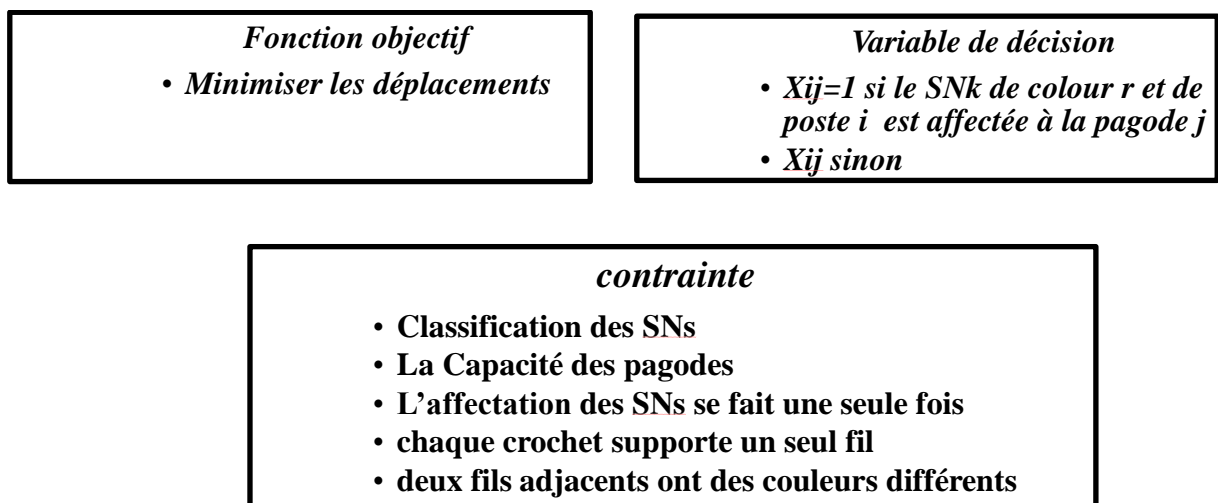 Fonction objectif
• Minimiser les déplacements
Variable de décision
• Xij=1 si le SNk de colour r et de
poste i est affectée à la pagode j
• Xij sinon
contrainte
• Classification des SNs
• La Capacité des pagodes
• L'affectation des SNs se fait une seule fois
• chaque crochet supporte un seul fil
• deux fils adjacents ont des couleurs différents